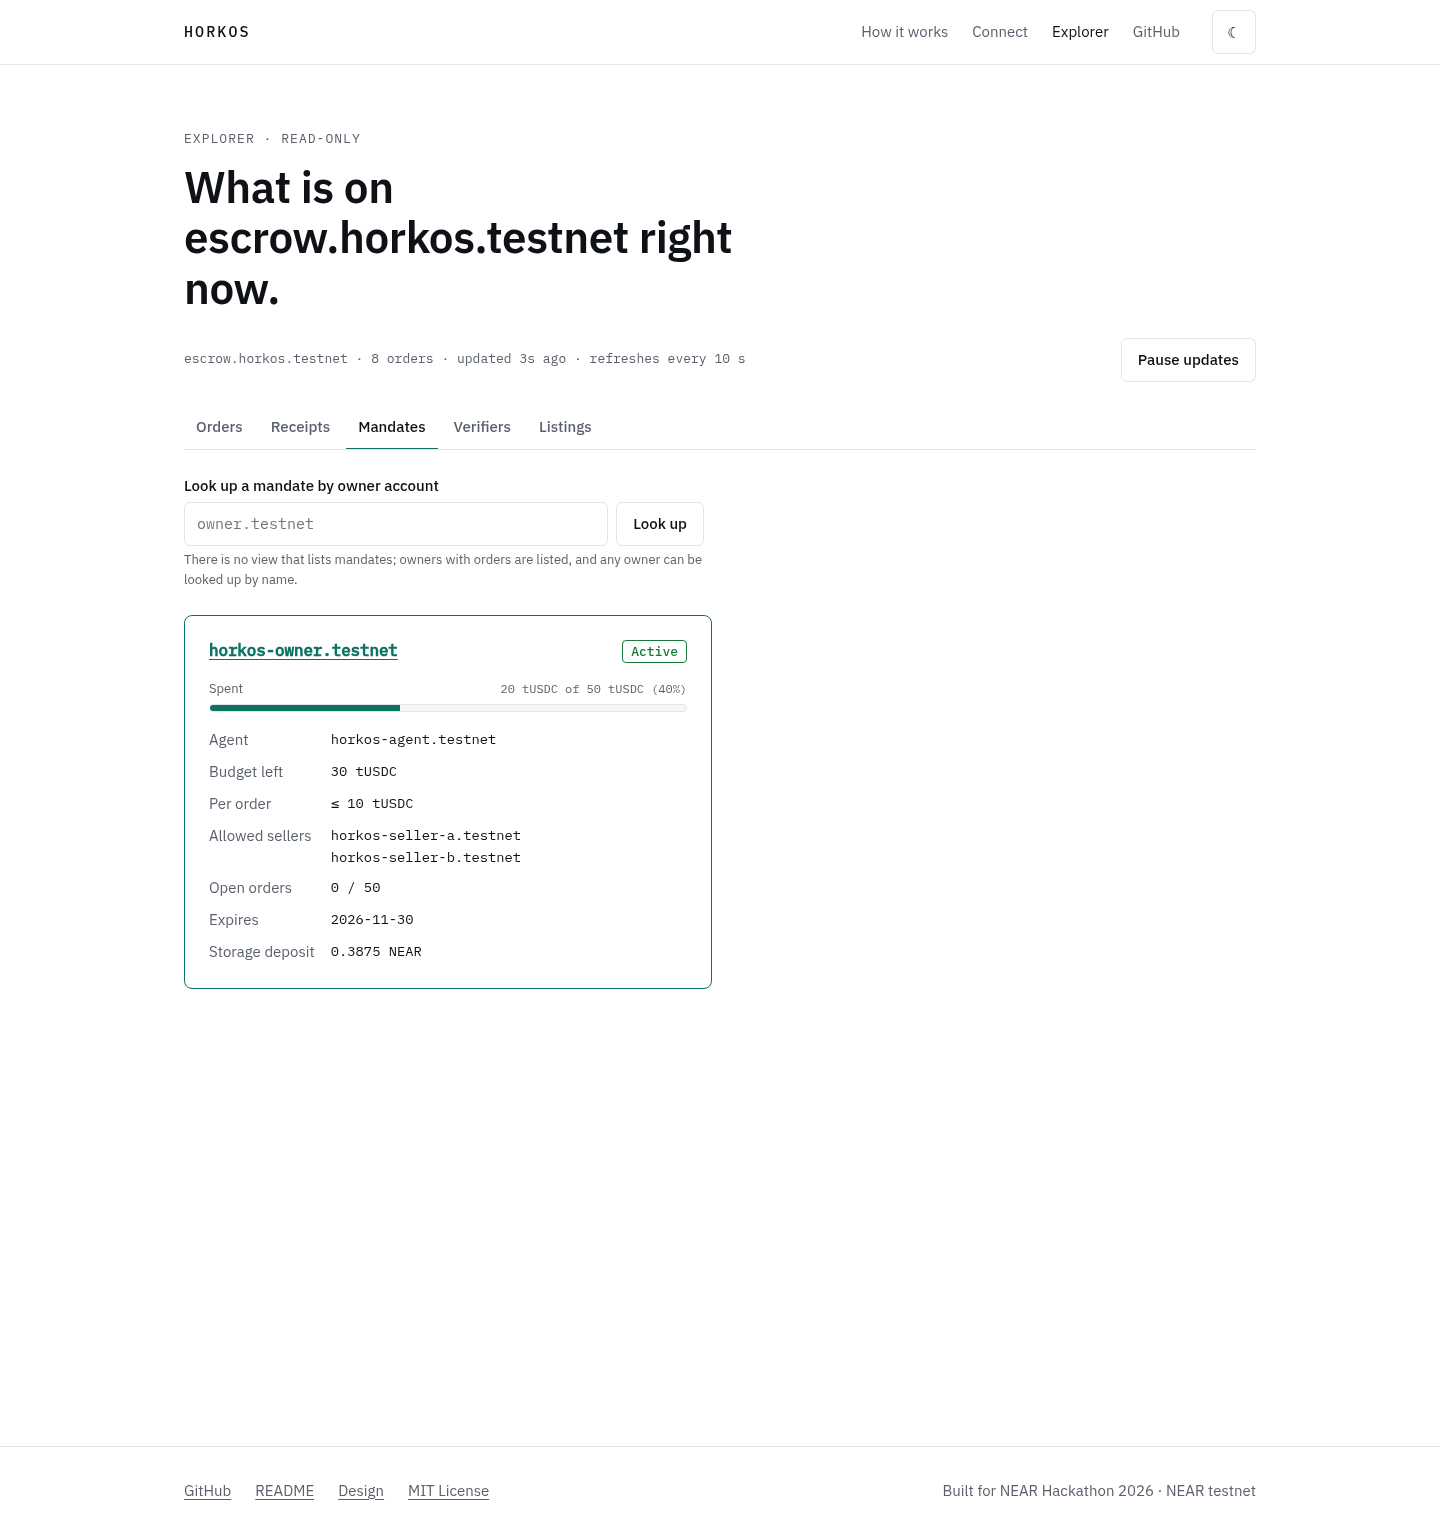 HORKOS
How it works Connect Explorer GitHub ☾
EXPLORER · READ-ONLY
What is on
escrow.horkos.testnet right
now.
escrow.horkos.testnet · 8 orders · updated 3s ago · refreshes every 10 s
Pause updates
Orders Receipts Mandates Verifiers Listings
Look up a mandate by owner account
owner.testnet
Look up
There is no view that lists mandates; owners with orders are listed, and any owner can be
looked up by name.
horkos-owner.testnet
Active
Spent 20 tUSDC of 50 tUSDC (40%)
Agent horkos-agent.testnet
Budget left 30 tUSDC
Per order ≤ 10 tUSDC
Allowed sellers horkos-seller-a.testnet
horkos-seller-b.testnet
Open orders 0 / 50
Expires 2026-11-30
Storage deposit 0.3875 NEAR
GitHub README Design MIT License
Built for NEAR Hackathon 2026 · NEAR testnet